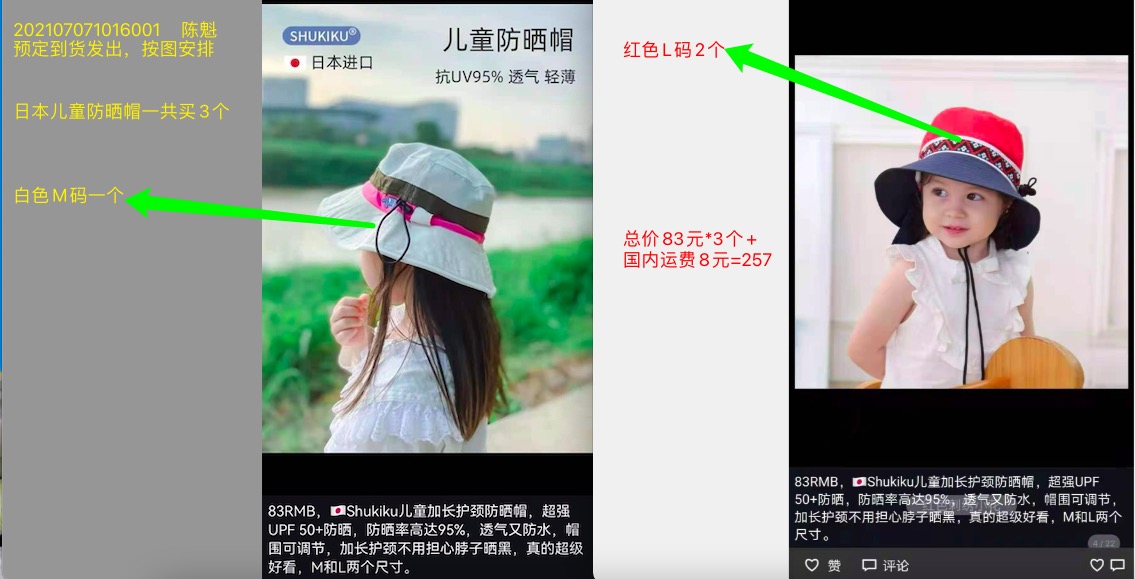 202107071016001 陈魁
预定到货发出，按图安排
日本儿童防晒帽一共买3个
白色M码一个
SHUKIKU®
儿童防晒帽
日本进口
抗UV95% 透气 轻薄
83RMB，🇯🇵Shukiku儿童加长护颈防晒帽，超强
UPF 50+防晒，防晒率高达95%，透气又防水，帽
围可调节，加长护颈不用担心脖子晒黑，真的超级
好看，M和L两个尺寸。
红色L码2个
总价83元*3个+
国内运费8元=257
83RMB，🇯🇵Shukiku儿童加长护颈防晒帽，超强UPF
50+防晒，防晒率高达95%，透气又防水，帽围可调节，
加长护颈不用担心脖子晒黑，真的超级好看，M和L两个
尺寸。
4 / 22
赞 评论